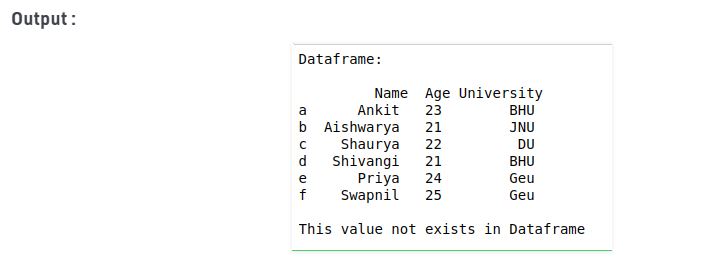 Output :
Dataframe:
Name Age University
a Ankit 23 BHU
b Aishwarya 21 JNU
c Shaurya 22 DU
d Shivangi 21 BHU
e Priya 24 Geu
f Swapnil 25 Geu
This value not exists in Dataframe